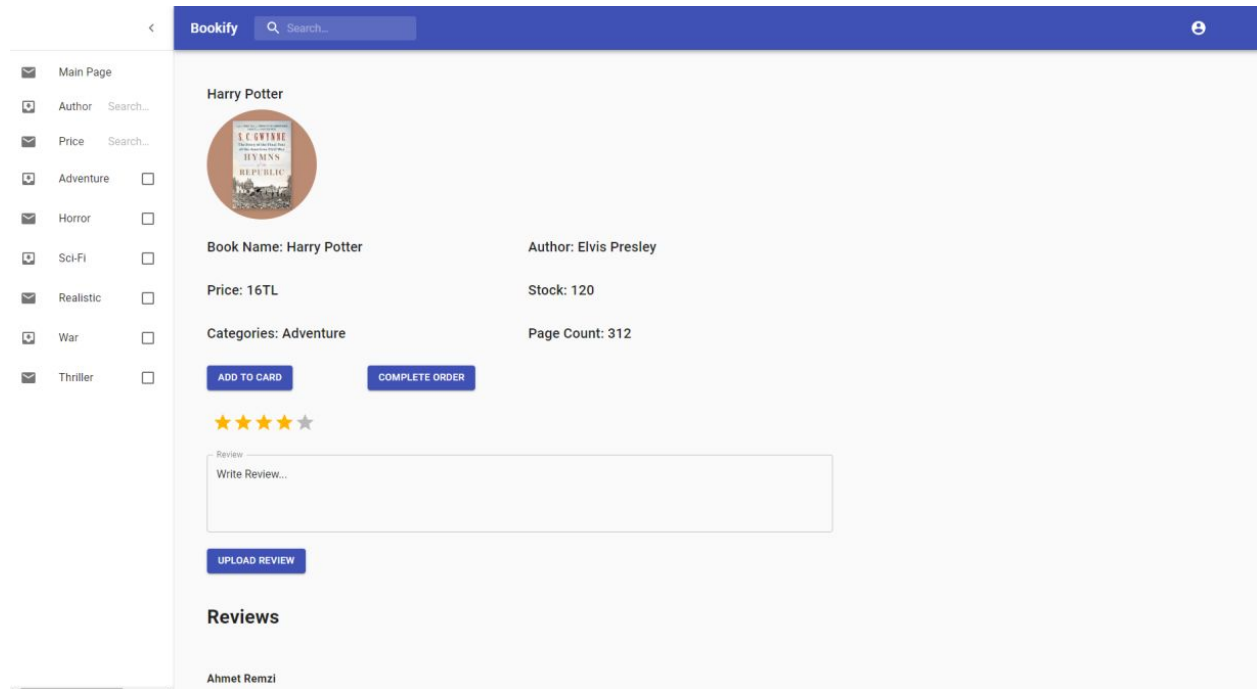 Bookify
Search...
Main Page
Author Search...
Price Search...
Adventure
Horror
Sci-Fi
Realistic
War
Thriller
Harry Potter
S. C. GWYNNE
HYMNS
REPUBLIC
Book Name: Harry Potter
Author: Elvis Presley
Price: 16TL
Stock: 120
Categories: Adventure
Page Count: 312
ADD TO CARD
COMPLETE ORDER
Review
Write Review...
UPLOAD REVIEW
Reviews
Ahmet Remzi